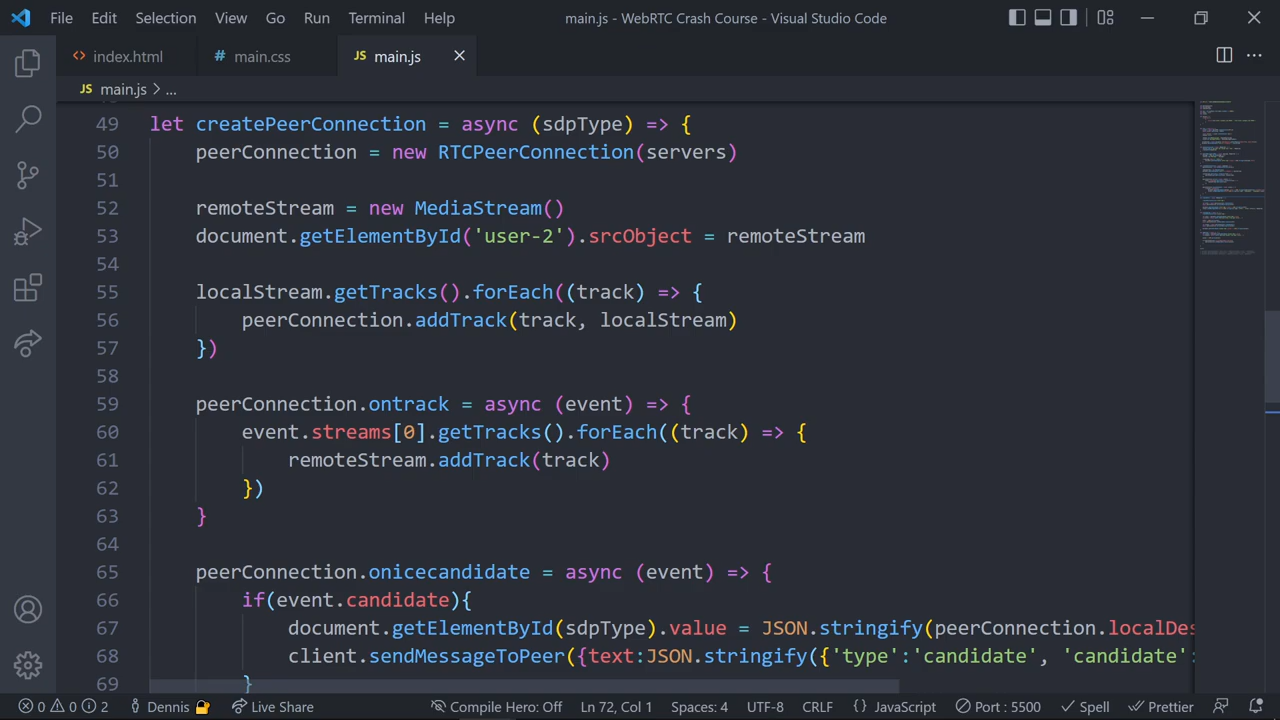 File Edit Selection View Go Run Terminal Help main.js - WebRTC Crash Course - Visual Studio Code
index.html # main.css JS main.js
JS main.js > ...
49 let createPeerConnection = async (sdpType) => {
50 peerConnection = new RTCPeerConnection(servers)
51
52 remoteStream = new MediaStream()
53 document.getElementById('user-2').srcObject = remoteStream
54
55 localStream.getTracks().forEach((track) => {
56 peerConnection.addTrack(track, localStream)
57 })
58
59 peerConnection.ontrack = async (event) => {
60 event.streams[0].getTracks().forEach((track) => {
61 remoteStream.addTrack(track)
62 })
63 }
64
65 peerConnection.onicecandidate = async (event) => {
66 if(event.candidate){
67 document.getElementById(sdpType).value = JSON.stringify(peerConnection.localDes
68 client.sendMessageToPeer({text:JSON.stringify({'type':'candidate', 'candidate':
69 }
0 0 2 Dennis Live Share Compile Hero: Off Ln 72, Col 1 Spaces: 4 UTF-8 CRLF {} JavaScript Port : 5500 Spell Prettier